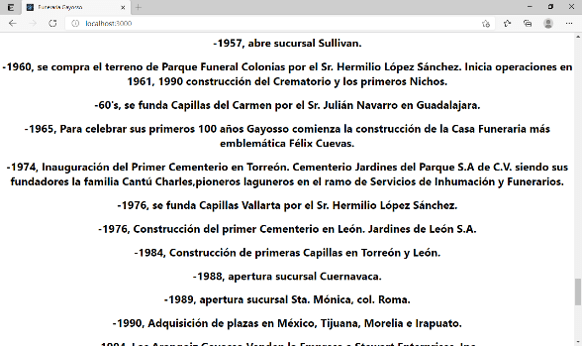 Funeraria Gayosso
localhost:3000
-1957, abre sucursal Sullivan.
-1960, se compra el terreno de Parque Funeral Colonias por el Sr. Hermilio López Sánchez. Inicia operaciones en
1961, 1990 construcción del Crematorio y los primeros Nichos.
-60's, se funda Capillas del Carmen por el Sr. Julián Navarro en Guadalajara.
-1965, Para celebrar sus primeros 100 años Gayosso comienza la construcción de la Casa Funeraria más
emblemática Félix Cuevas.
-1974, Inauguración del Primer Cementerio en Torreón. Cementerio Jardines del Parque S.A de C.V. siendo sus
fundadores la familia Cantú Charles,pioneros laguneros en el ramo de Servicios de Inhumación y Funerarios.
-1976, se funda Capillas Vallarta por el Sr. Hermilio López Sánchez.
-1976, Construcción del primer Cementerio en León. Jardines de León S.A.
-1984, Construcción de primeras Capillas en Torreón y León.
-1988, apertura sucursal Cuernavaca.
-1989, apertura sucursal Sta. Mónica, col. Roma.
-1990, Adquisición de plazas en México, Tijuana, Morelia e Irapuato.